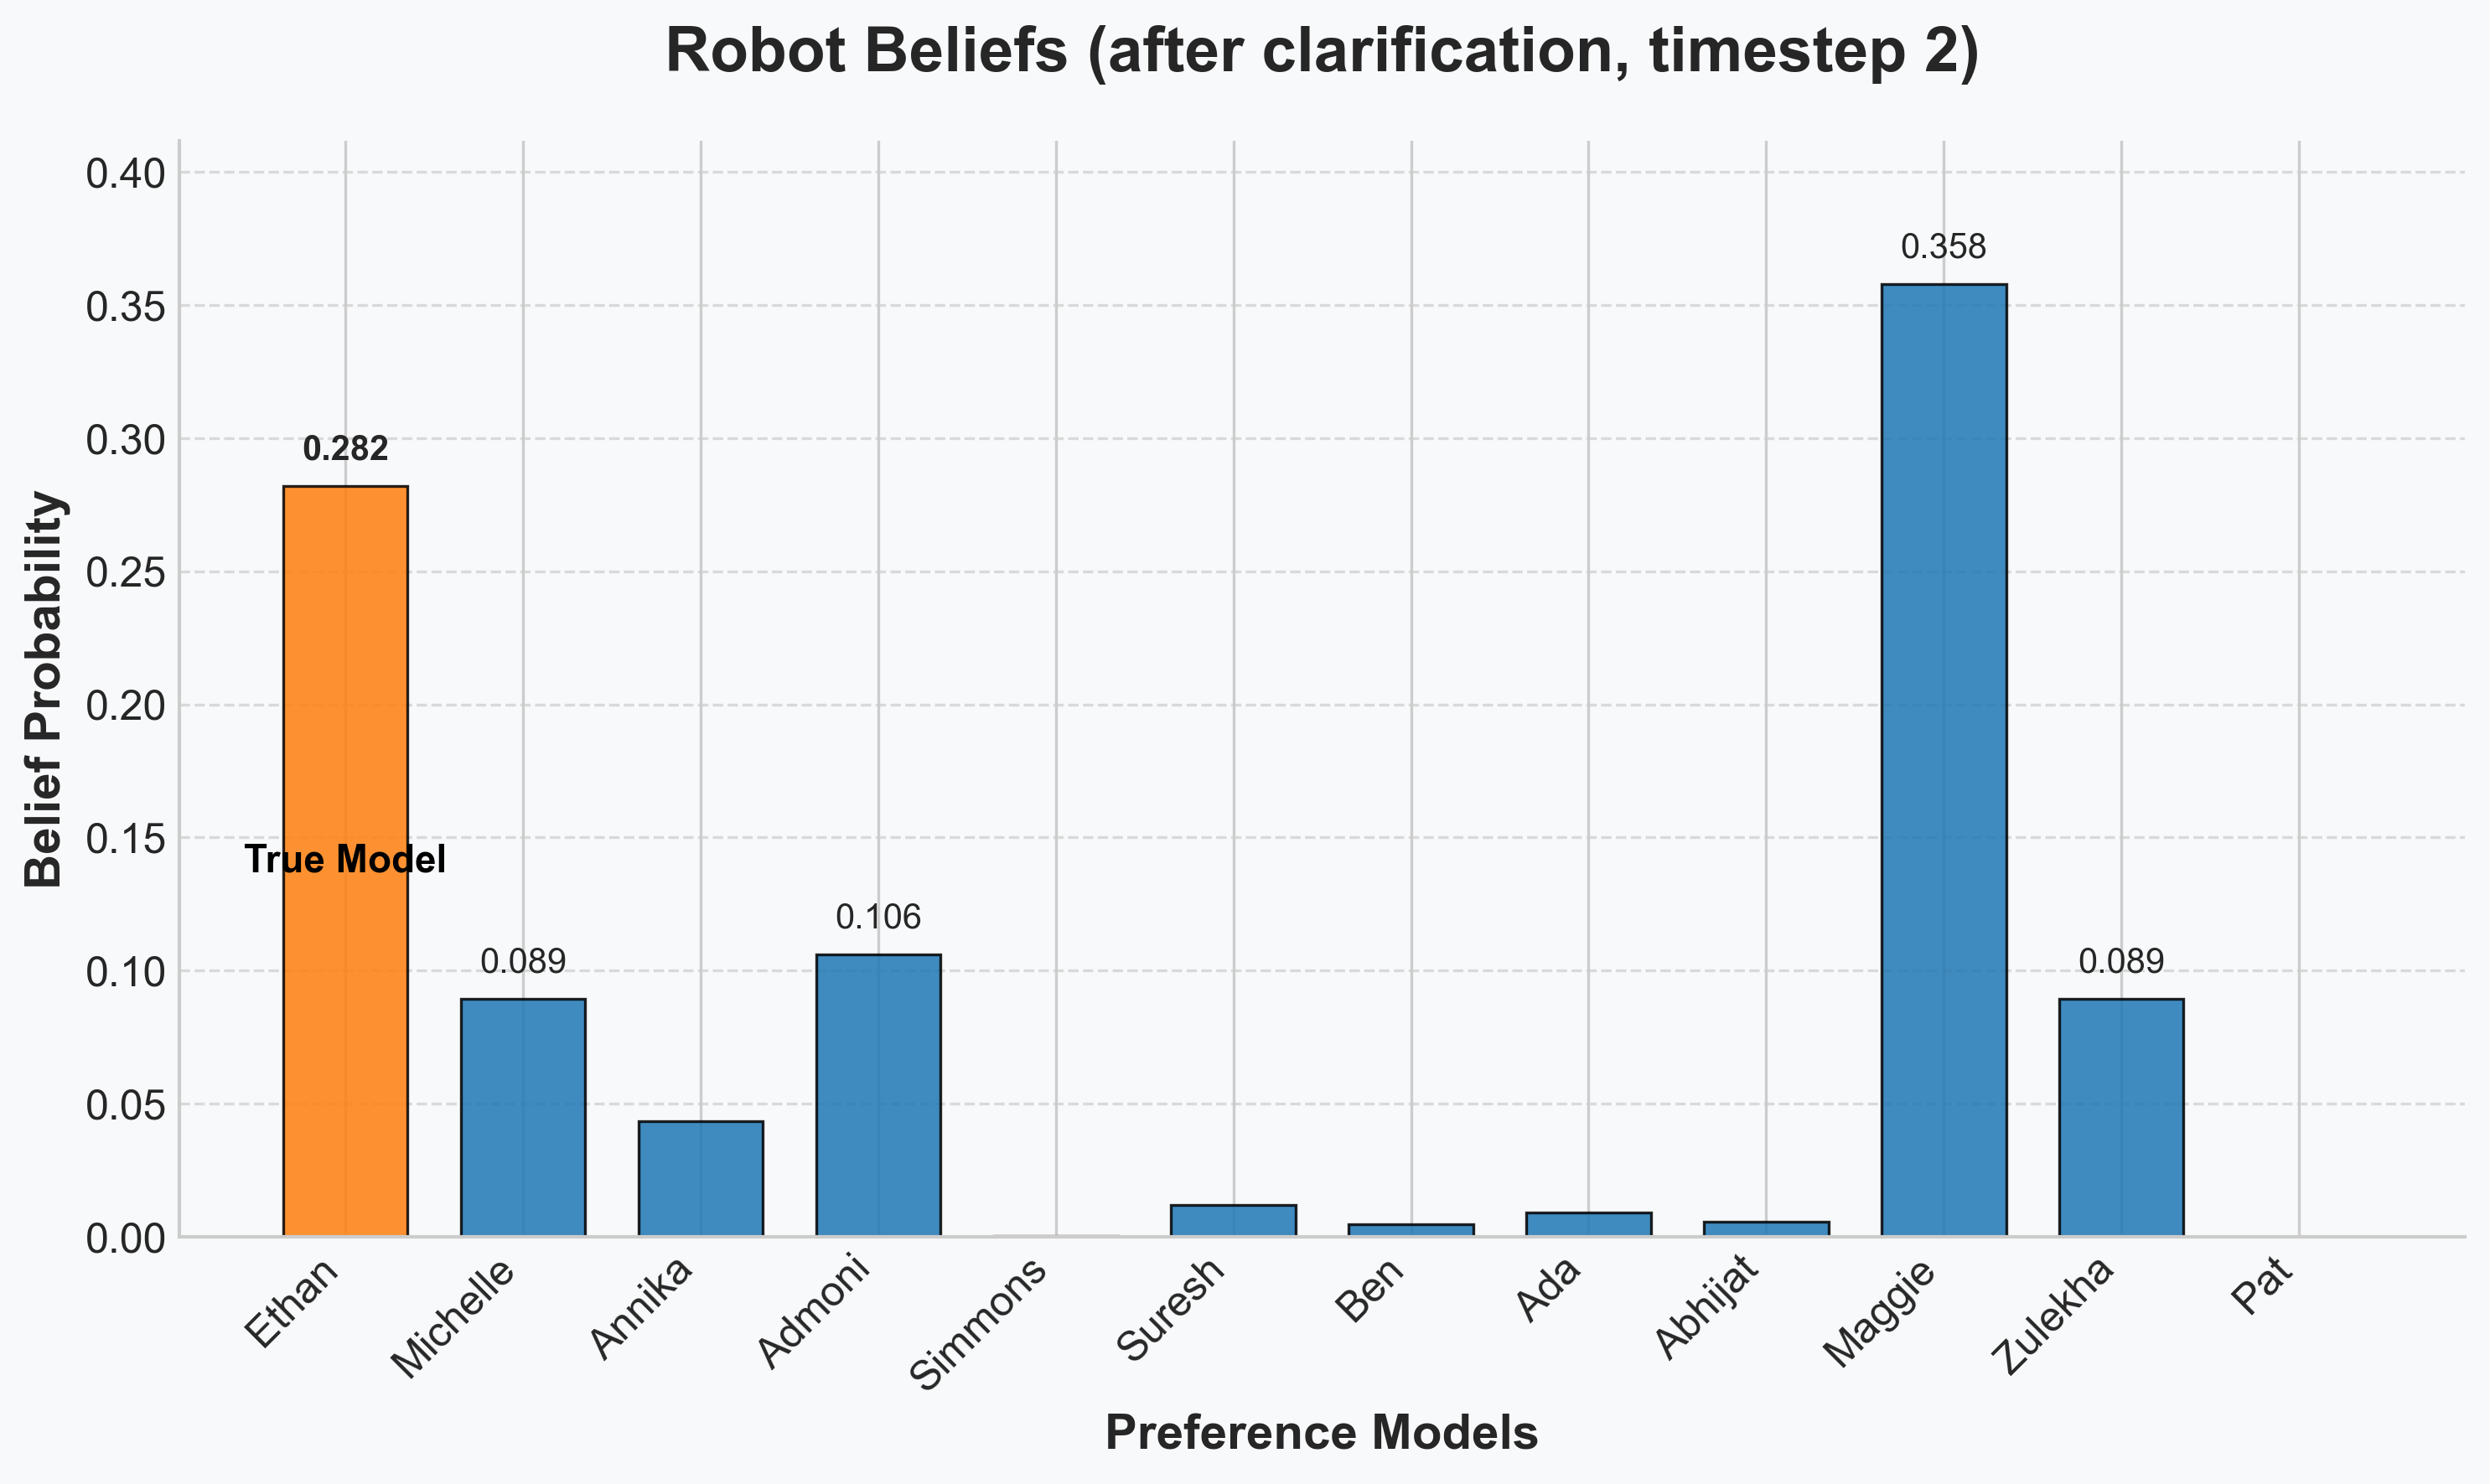 Robot Beliefs (after clarification, timestep 2)
Belief Probability
0.40
0.35
0.30
0.25
0.20
0.15
0.10
0.05
0.00
0.282
True Model
0.089
0.106
0.358
0.089
Ethan
Michelle
Annika
Admoni
Simmons
Suresh
Ben
Ada
Abhijat
Maggie
Zulekha
Pat
Preference Models